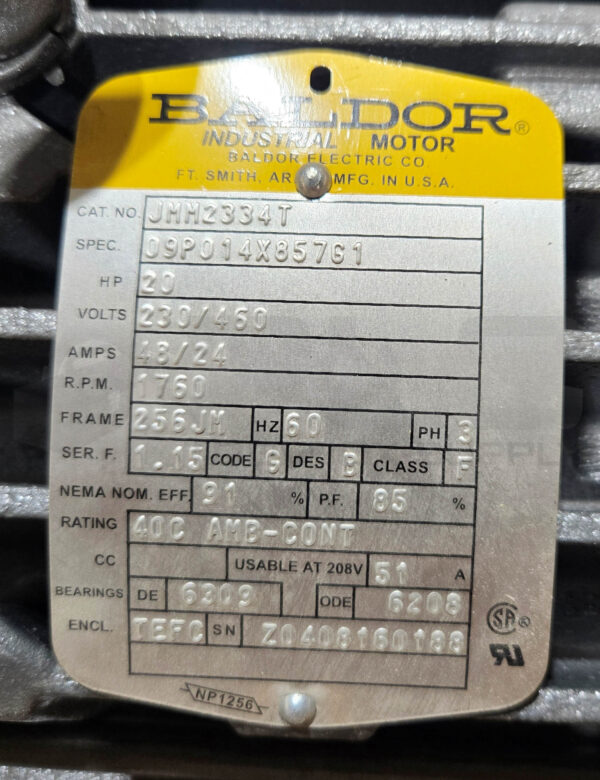 BALDOR®
INDUSTRIAL MOTOR
BALDOR ELECTRIC CO
FT. SMITH, AR MFG. IN U.S.A.
CAT. NO. JMM2334T
SPEC. 09P014X857G1
HP 20
VOLTS 230/460
AMPS 48/24
R.P.M. 1760
FRAME 256JM HZ 60 PH 3
SER. F. 1.15 CODE G DES B CLASS F
NEMA NOM. EFF. 91 % P.F. 85 %
RATING 40C AMB-CONT
CC USABLE AT 208V 51 A
BEARINGS DE 6309 ODE 6208
ENCL. TEFC SN Z0408160188
NP1256